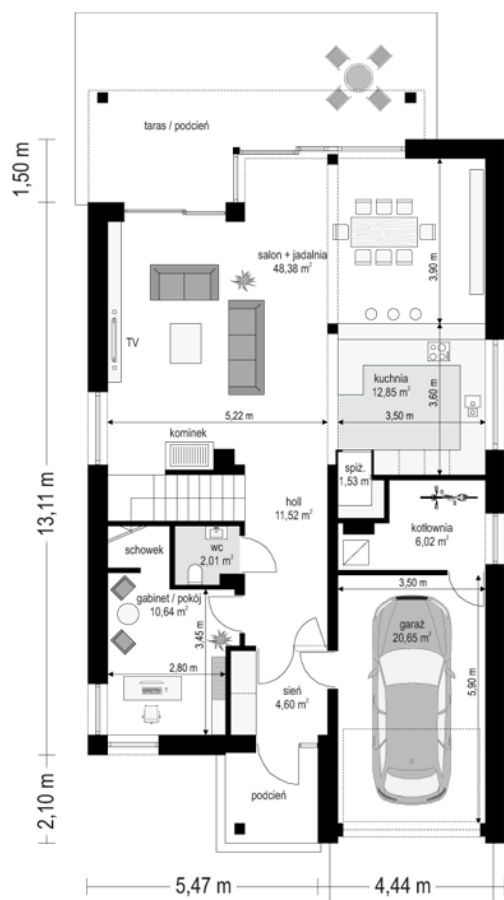 taras / podcień
1,50 m
salon + jadalnia
48,38 m²
3,90 m
TV
kuchnia
12,85 m²
3,60 m
5,22 m
3,50 m
kominek
spiż.
1,53 m²
13,11 m
holl
11,52 m²
kotłownia
6,02 m²
wc
2,01 m²
schowek
gabinet / pokój
10,64 m²
3,50 m
3,45 m
garaż
20,65 m²
2,80 m
5,90 m
sień
4,60 m²
2,10 m
podcień
5,47 m
4,44 m